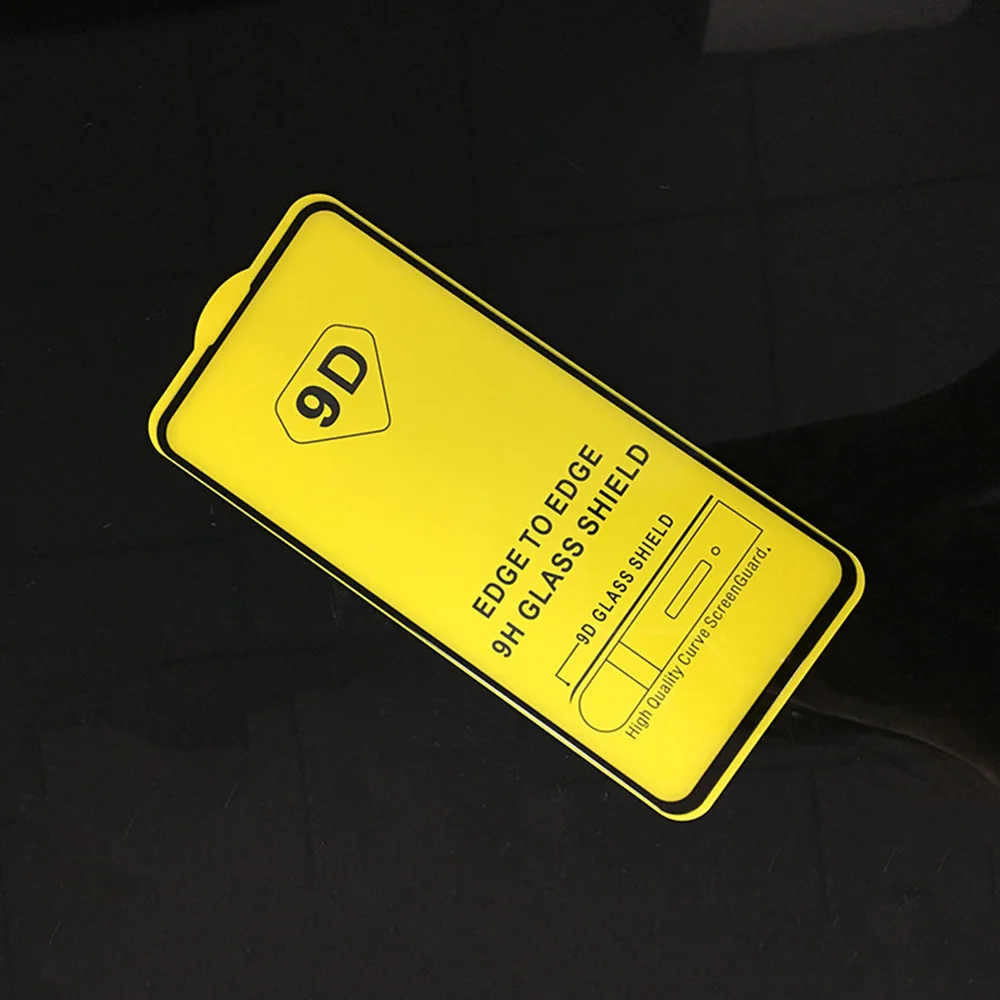 9D
EDGE TO EDGE
9H GLASS SHIELD
9D GLASS SHIELD
High Quality Curve ScreenGuard.